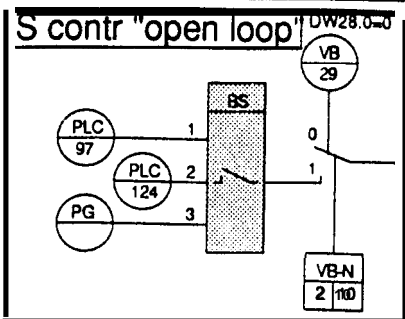 S contr "open loop" DW28.0=0
VB
29
BS
PLC
97
1
0
PLC
124
2
1
PG
3
VB-N
2